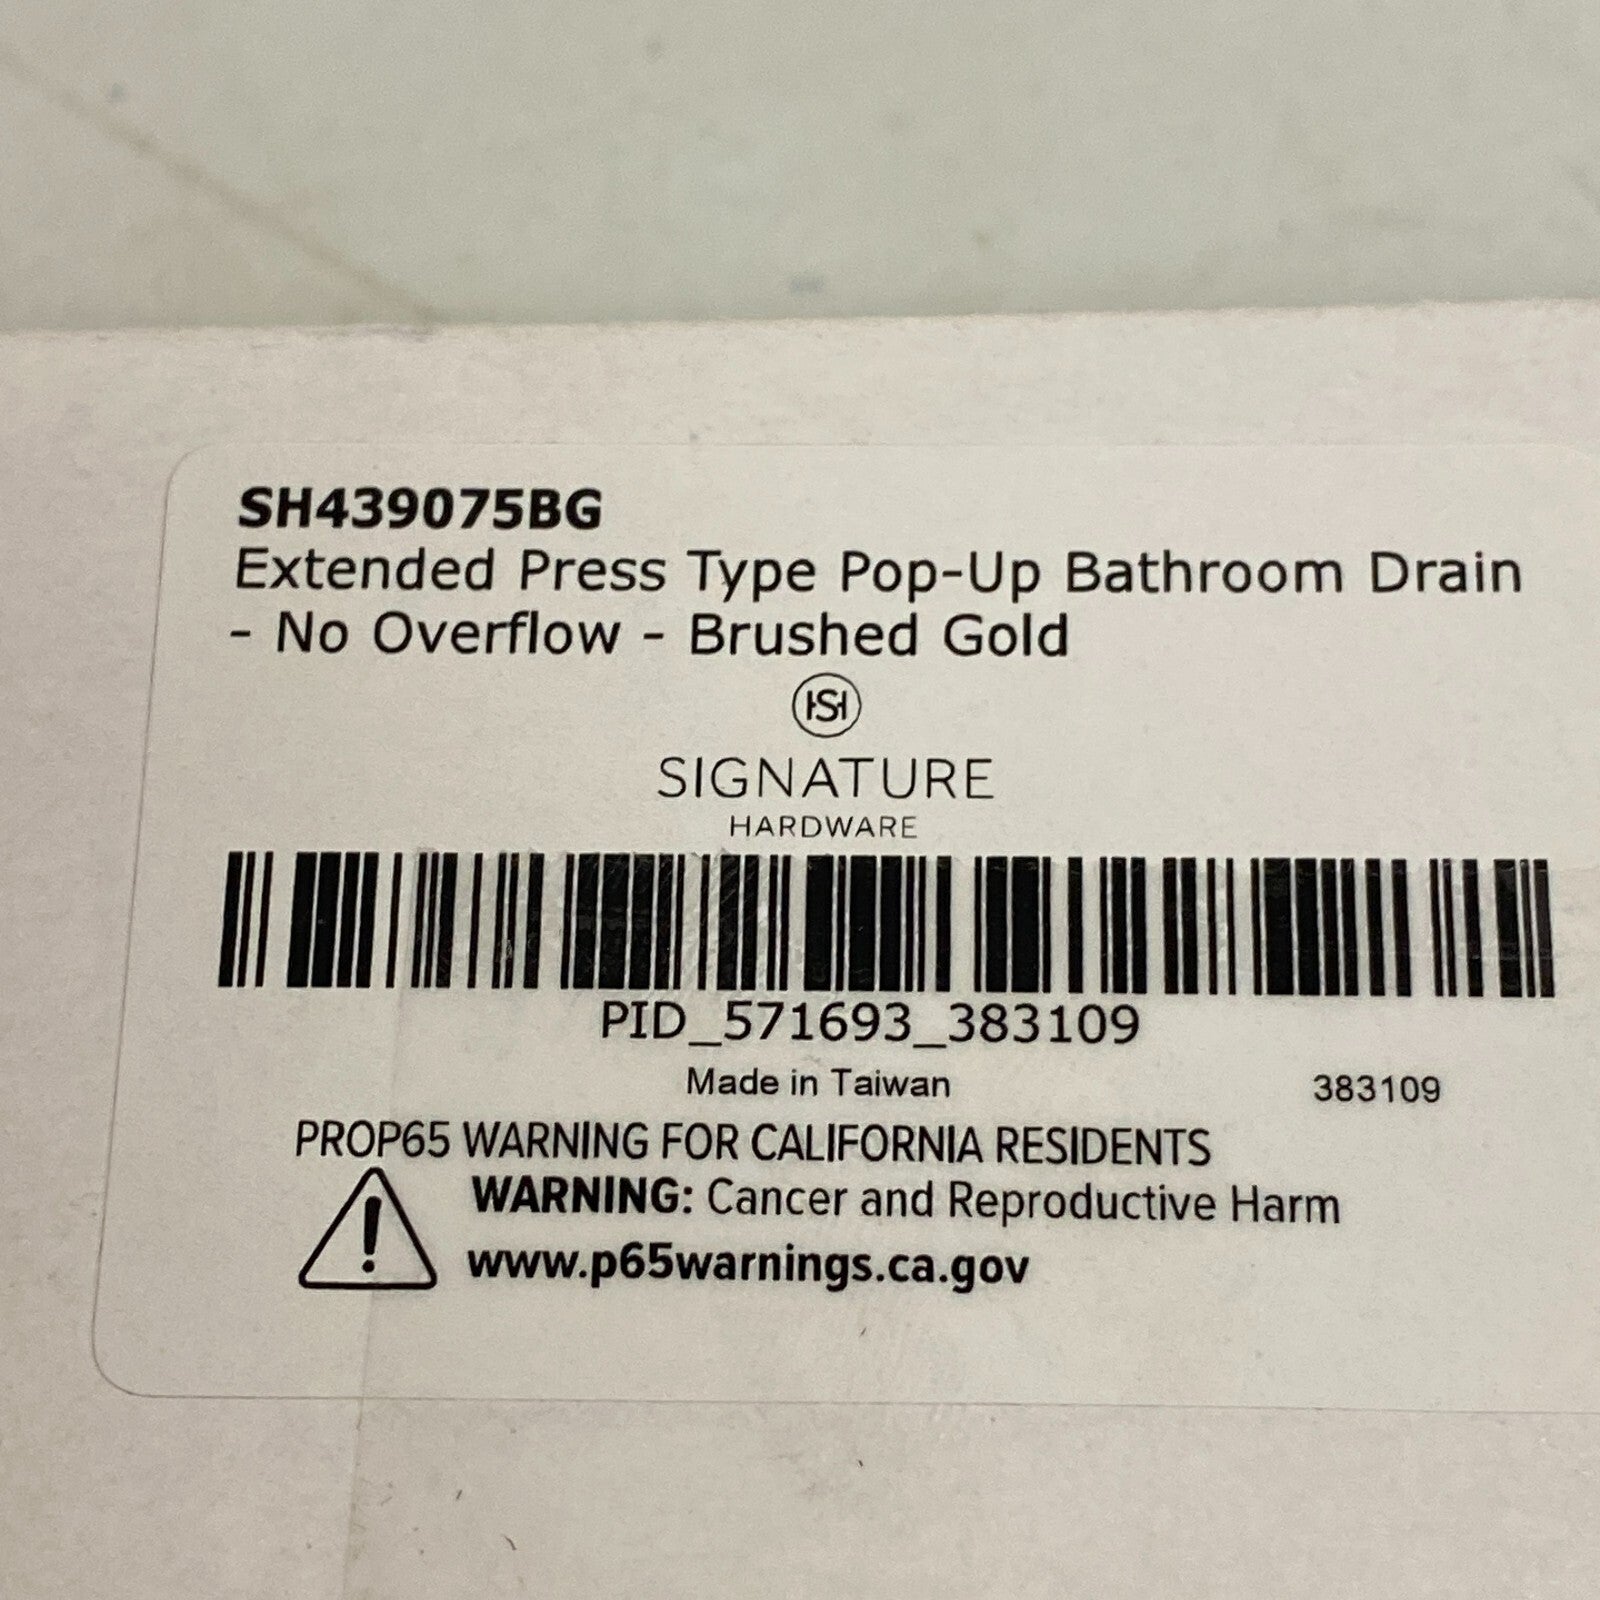 SH439075BG
Extended Press Type Pop-Up Bathroom Drain
- No Overflow - Brushed Gold
SH
SIGNATURE
HARDWARE
PID_571693_383109
Made in Taiwan 383109
PROP65 WARNING FOR CALIFORNIA RESIDENTS
WARNING: Cancer and Reproductive Harm
www.p65warnings.ca.gov